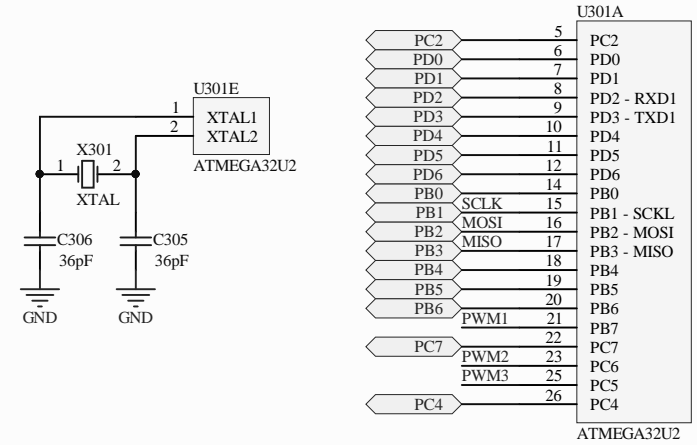 U301E
1 XTAL1
2 XTAL2
ATMEGA32U2
X301
1 2
XTAL
C306
36pF
C305
36pF
GND
GND
U301A
PC2 5 PC2
PD0 6 PD0
PD1 7 PD1
PD2 8 PD2 - RXD1
PD3 9 PD3 - TXD1
PD4 10 PD4
PD5 11 PD5
PD6 12 PD6
PB0 14 PB0
PB1 SCLK 15 PB1 - SCKL
PB2 MOSI 16 PB2 - MOSI
PB3 MISO 17 PB3 - MISO
PB4 18 PB4
PB5 19 PB5
PB6 20 PB6
PWM1 21 PB7
PC7 22 PC7
PWM2 23 PC6
PWM3 25 PC5
PC4 26 PC4
ATMEGA32U2